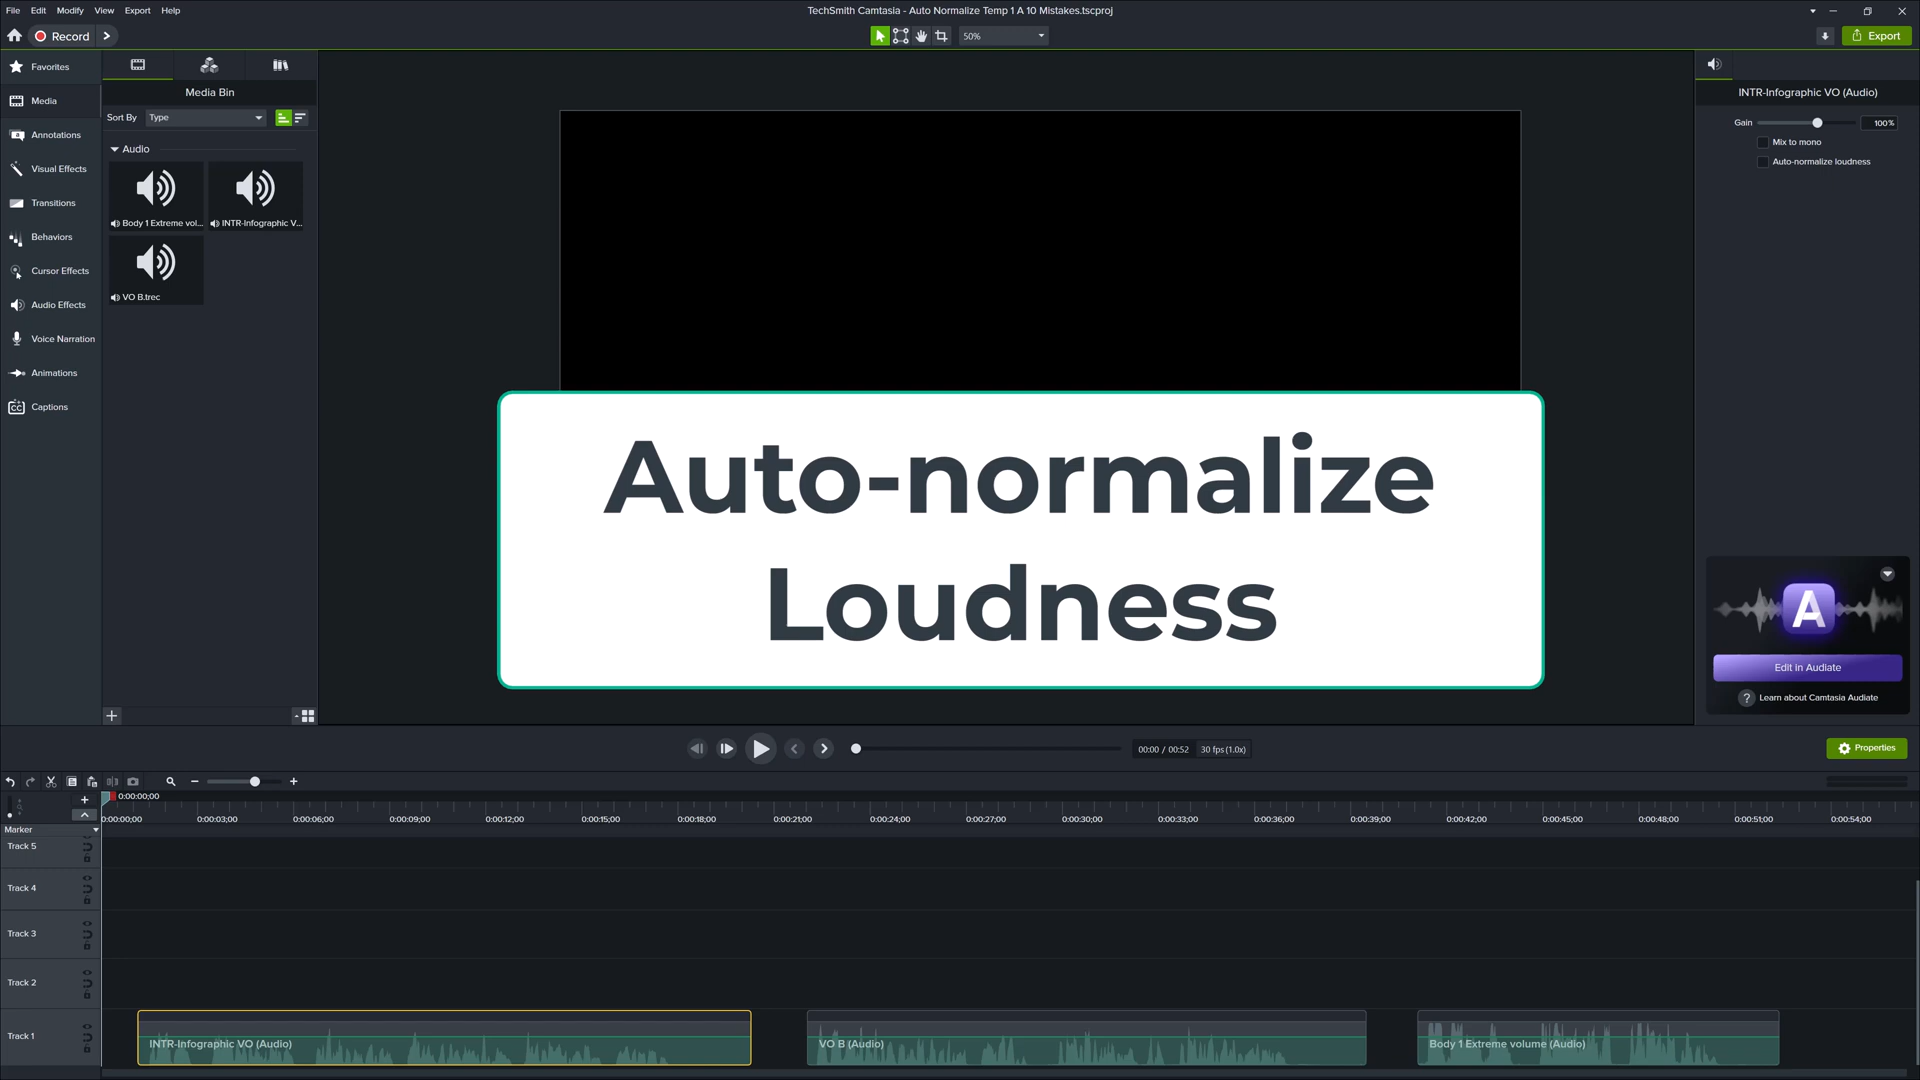 File Edit Modify View Export Help
TechSmith Camtasia - Auto Normalize Temp 1 A 10 Mistakes.tscproj
Record
50%
Export
Favorites
Media
Annotations
Visual Effects
Transitions
Behaviors
Cursor Effects
Audio Effects
Voice Narration
Animations
CC Captions
Media Bin
Sort By Type
Audio
Body 1 Extreme vol...
INTR-Infographic V...
VO B.trec
INTR-Infographic VO (Audio)
Gain 100%
Mix to mono
Auto-normalize loudness
Auto-normalize
Loudness
A
Edit in Audiate
? Learn about Camtasia Audiate
00:00 / 00:52 30 fps (1.0x)
Properties
0:00:00;00
0:00:00;00 0:00:03;00 0:00:06;00 0:00:09;00 0:00:12;00 0:00:15;00 0:00:18;00 0:00:21;00 0:00:24;00 0:00:27;00 0:00:30;00 0:00:33;00 0:00:36;00 0:00:39;00 0:00:42;00 0:00:45;00 0:00:48;00 0:00:51;00 0:00:54;00
Marker
Track 5
Track 4
Track 3
Track 2
Track 1
INTR-Infographic VO (Audio)
VO B (Audio)
Body 1 Extreme volume (Audio)